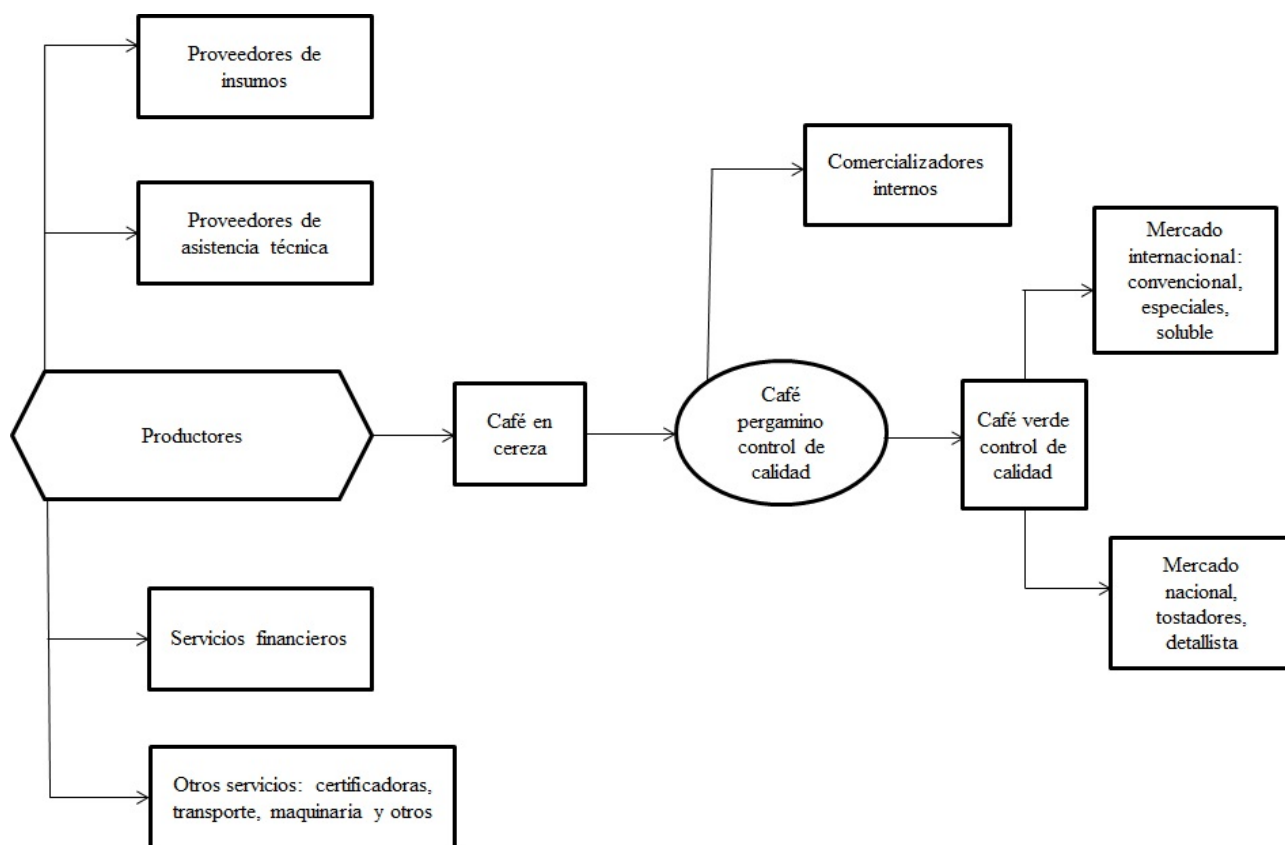 Proveedores de
insumos
Proveedores de
asistencia técnica
Productores
Servicios financieros
Otros servicios: certificadoras,
transporte, maquinaria y otros
Café en
cereza
Café
pergamino
control de
calidad
Comercializadores
internos
Café verde
control de
calidad
Mercado
internacional:
convencional,
especiales,
soluble
Mercado
nacional,
tostadores,
detallista